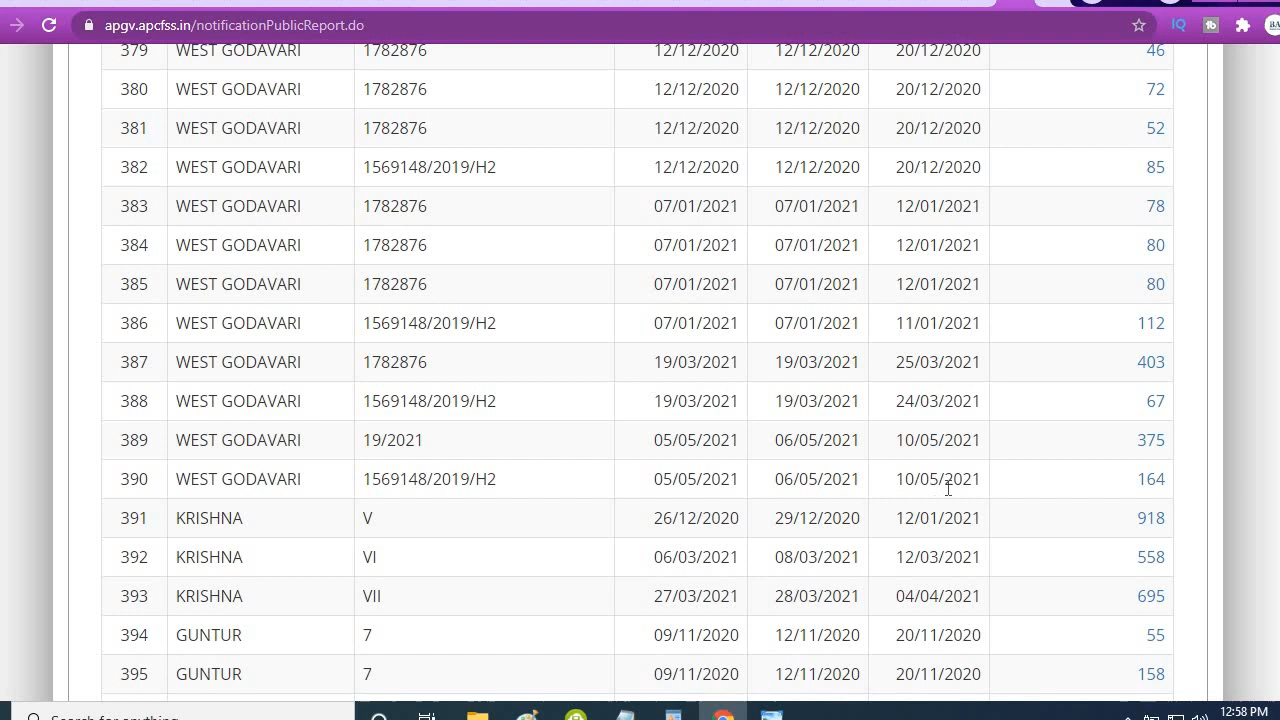 apgv.apcfss.in/notificationPublicReport.do
379 WEST GODAVARI 1782876 12/12/2020 12/12/2020 20/12/2020 46
380 WEST GODAVARI 1782876 12/12/2020 12/12/2020 20/12/2020 72
381 WEST GODAVARI 1782876 12/12/2020 12/12/2020 20/12/2020 52
382 WEST GODAVARI 1569148/2019/H2 12/12/2020 12/12/2020 20/12/2020 85
383 WEST GODAVARI 1782876 07/01/2021 07/01/2021 12/01/2021 78
384 WEST GODAVARI 1782876 07/01/2021 07/01/2021 12/01/2021 80
385 WEST GODAVARI 1782876 07/01/2021 07/01/2021 12/01/2021 80
386 WEST GODAVARI 1569148/2019/H2 07/01/2021 07/01/2021 11/01/2021 112
387 WEST GODAVARI 1782876 19/03/2021 19/03/2021 25/03/2021 403
388 WEST GODAVARI 1569148/2019/H2 19/03/2021 19/03/2021 24/03/2021 67
389 WEST GODAVARI 19/2021 05/05/2021 06/05/2021 10/05/2021 375
390 WEST GODAVARI 1569148/2019/H2 05/05/2021 06/05/2021 10/05/2021 164
391 KRISHNA V 26/12/2020 29/12/2020 12/01/2021 918
392 KRISHNA VI 06/03/2021 08/03/2021 12/03/2021 558
393 KRISHNA VII 27/03/2021 28/03/2021 04/04/2021 695
394 GUNTUR 7 09/11/2020 12/11/2020 20/11/2020 55
395 GUNTUR 7 09/11/2020 12/11/2020 20/11/2020 158
Search for anything
12:58 PM